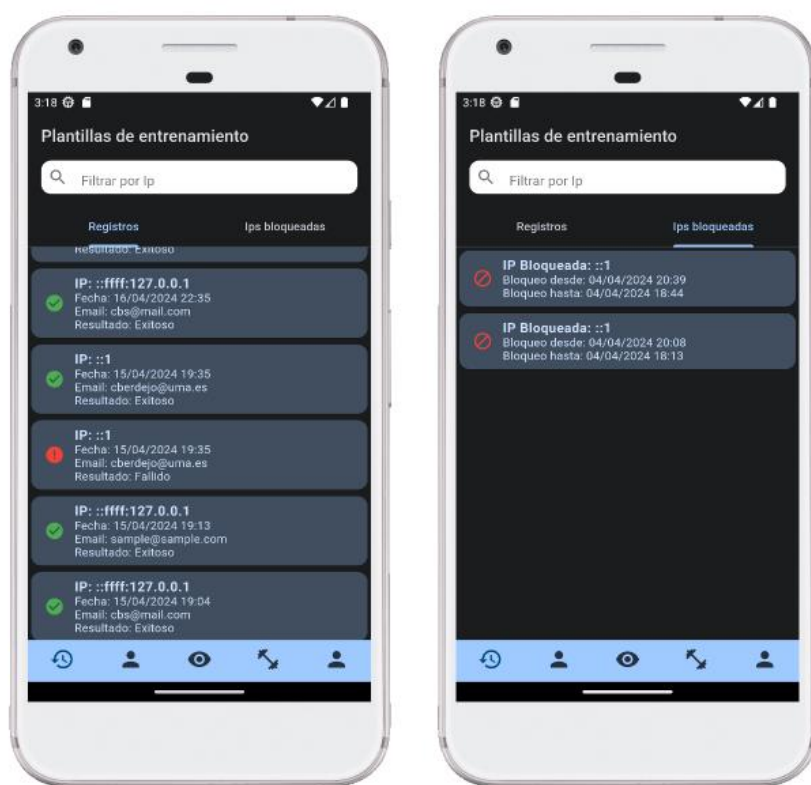 3:18
Plantillas de entrenamiento
Filtrar por Ip
Registros Ips bloqueadas
Resultado: Exitoso
IP: ::ffff:127.0.0.1
Fecha: 16/04/2024 22:35
Email: cbs@mail.com
Resultado: Exitoso
IP: ::1
Fecha: 15/04/2024 19:35
Email: cberdejo@uma.es
Resultado: Exitoso
IP: ::1
Fecha: 15/04/2024 19:35
Email: cberdejo@uma.es
Resultado: Fallido
IP: ::ffff:127.0.0.1
Fecha: 15/04/2024 19:13
Email: sample@sample.com
Resultado: Exitoso
IP: ::ffff:127.0.0.1
Fecha: 15/04/2024 19:04
Email: cbs@mail.com
Resultado: Exitoso
3:18
Plantillas de entrenamiento
Filtrar por Ip
Registros Ips bloqueadas
IP Bloqueada: ::1
Bloqueo desde: 04/04/2024 20:39
Bloqueo hasta: 04/04/2024 18:44
IP Bloqueada: ::1
Bloqueo desde: 04/04/2024 20:08
Bloqueo hasta: 04/04/2024 18:13